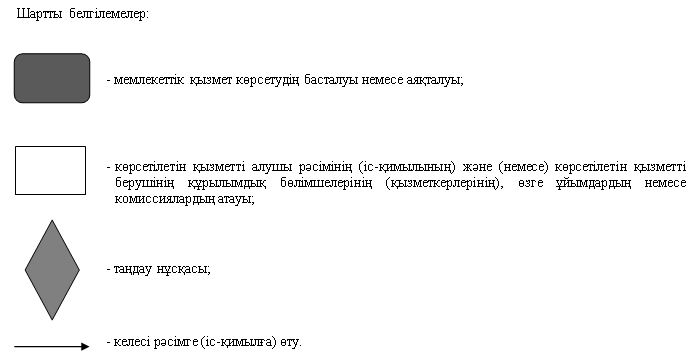 Шартты белгілемелер:
- мемлекеттік қызмет көрсетудің басталуы немесе аяқталуы;
- көрсетілетін қызметті алушы рәсімінің (іс-қимылының) және (немесе) көрсетілетін қызметті
берушінің құрылымдық бөлімшелерінің (қызметкерлерінің), өзге ұйымдардың немесе
комиссиялардың атауы;
- таңдау нұсқасы;
- келесі рәсімге (іс-қимылға) өту.